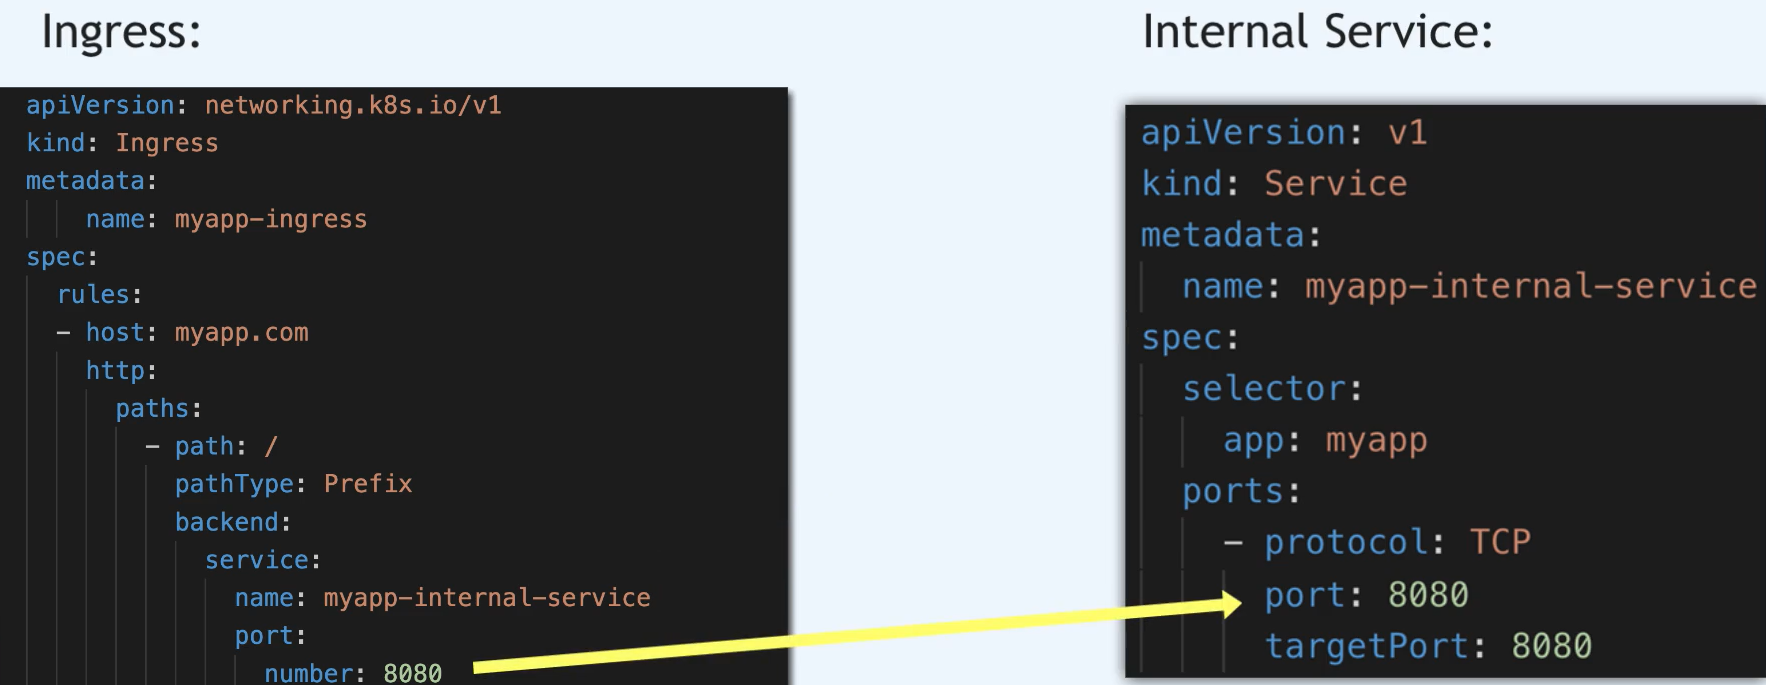 Ingress:
apiVersion: networking.k8s.io/v1
kind: Ingress
metadata:
name: myapp-ingress
spec:
rules:
- host: myapp.com
http:
paths:
- path: /
pathType: Prefix
backend:
service:
name: myapp-internal-service
port:
number: 8080
Internal Service:
apiVersion: v1
kind: Service
metadata:
name: myapp-internal-service
spec:
selector:
app: myapp
ports:
- protocol: TCP
port: 8080
targetPort: 8080